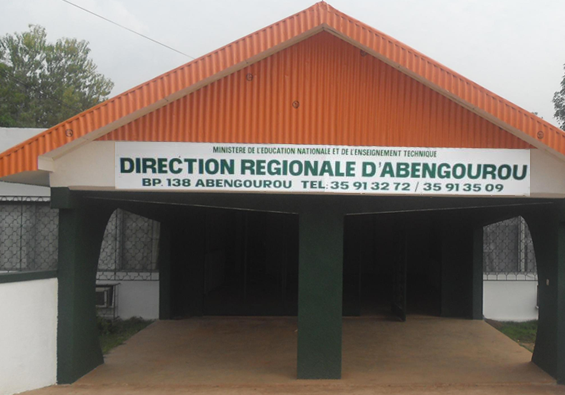 MINISTERE DE L'EDUCATION NATIONALE ET DE L'ENSEIGNEMENT TECHNIQUE
DIRECTION REGIONALE D'ABENGOUROU
BP 138 ABENGOUROU TEL: 35 91 32 72 / 35 91 35 09